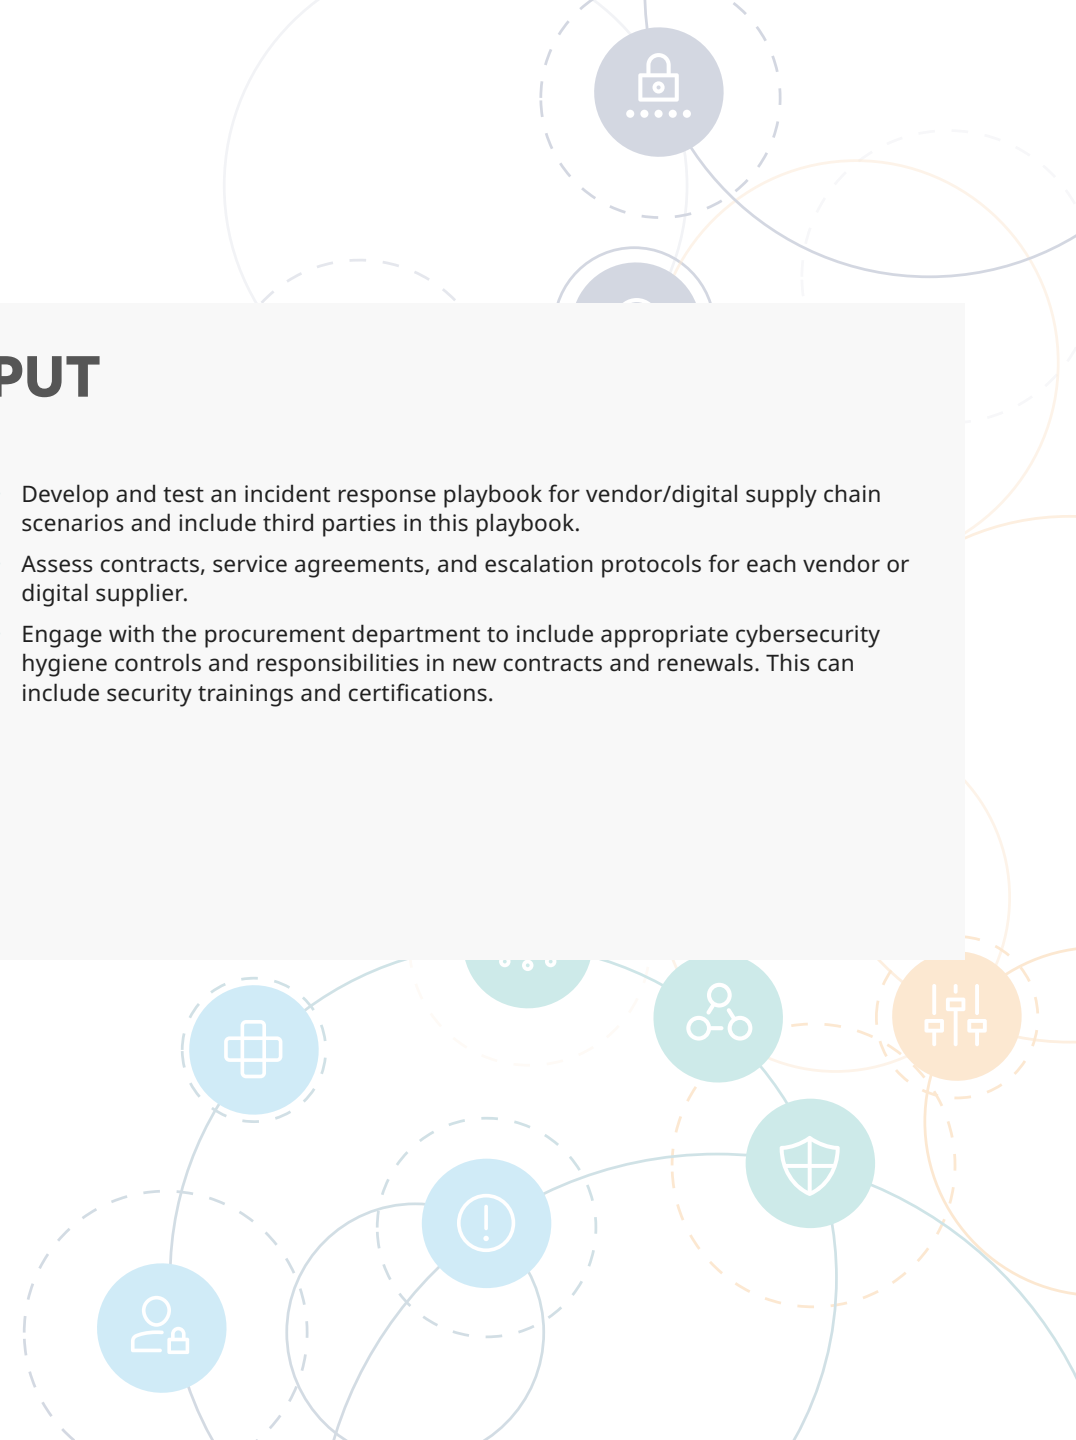 PUT
Develop and test an incident response playbook for vendor/digital supply chain
scenarios and include third parties in this playbook.
Assess contracts, service agreements, and escalation protocols for each vendor or
digital supplier.
Engage with the procurement department to include appropriate cybersecurity
hygiene controls and responsibilities in new contracts and renewals. This can
include security trainings and certifications.